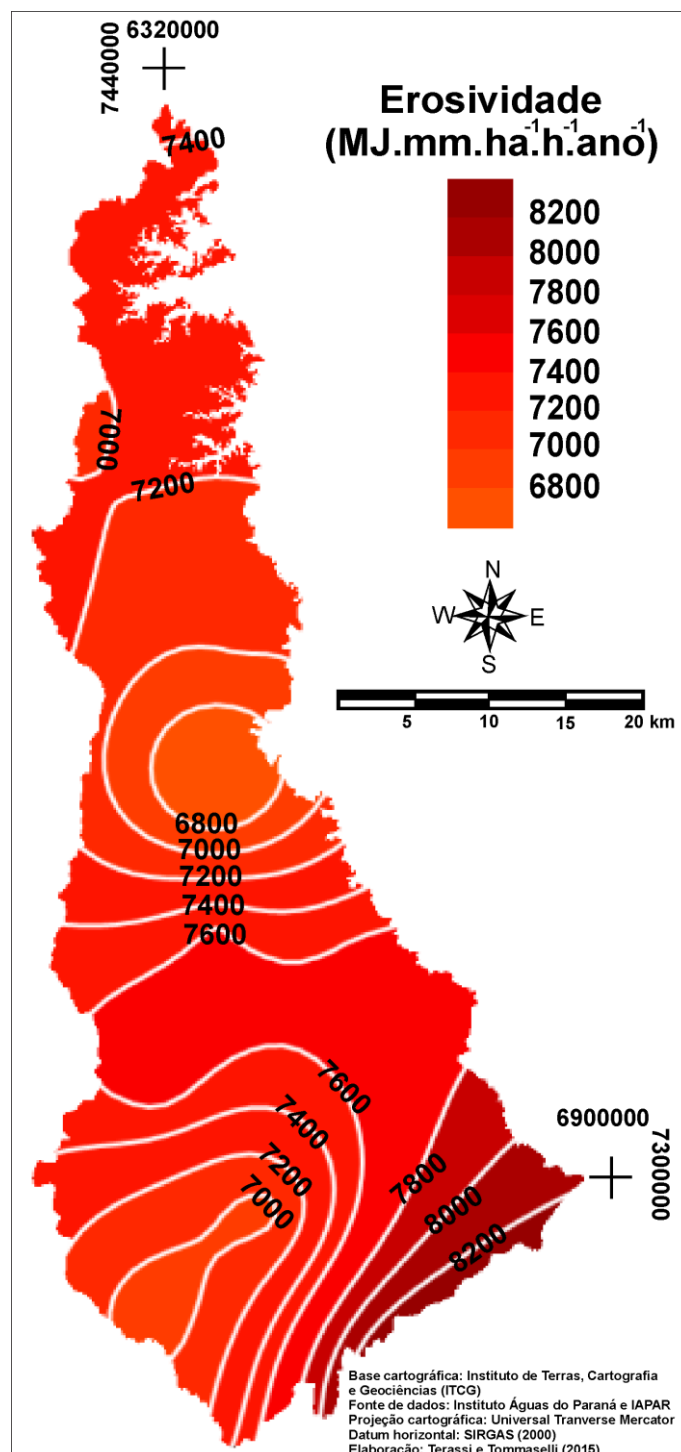 6320000
7440000
Erosividade
(MJ.mm.ha⁻¹.h⁻¹.ano⁻¹)
8200
8000
7800
7600
7400
7200
7000
6800
7400
7000
7200
N
W E
S
5 10 15 20 km
6800
7000
7200
7400
7600
7600
7400
7200
7000
7800
8000
8200
6900000
7300000
Base cartográfica: Instituto de Terras, Cartografia
e Geociências (ITCG)
Fonte de dados: Instituto Águas do Paraná e IAPAR
Projeção cartográfica: Universal Tranverse Mercator
Datum horizontal: SIRGAS (2000)
Elaboração: Terassi e Tommaselli (2015)